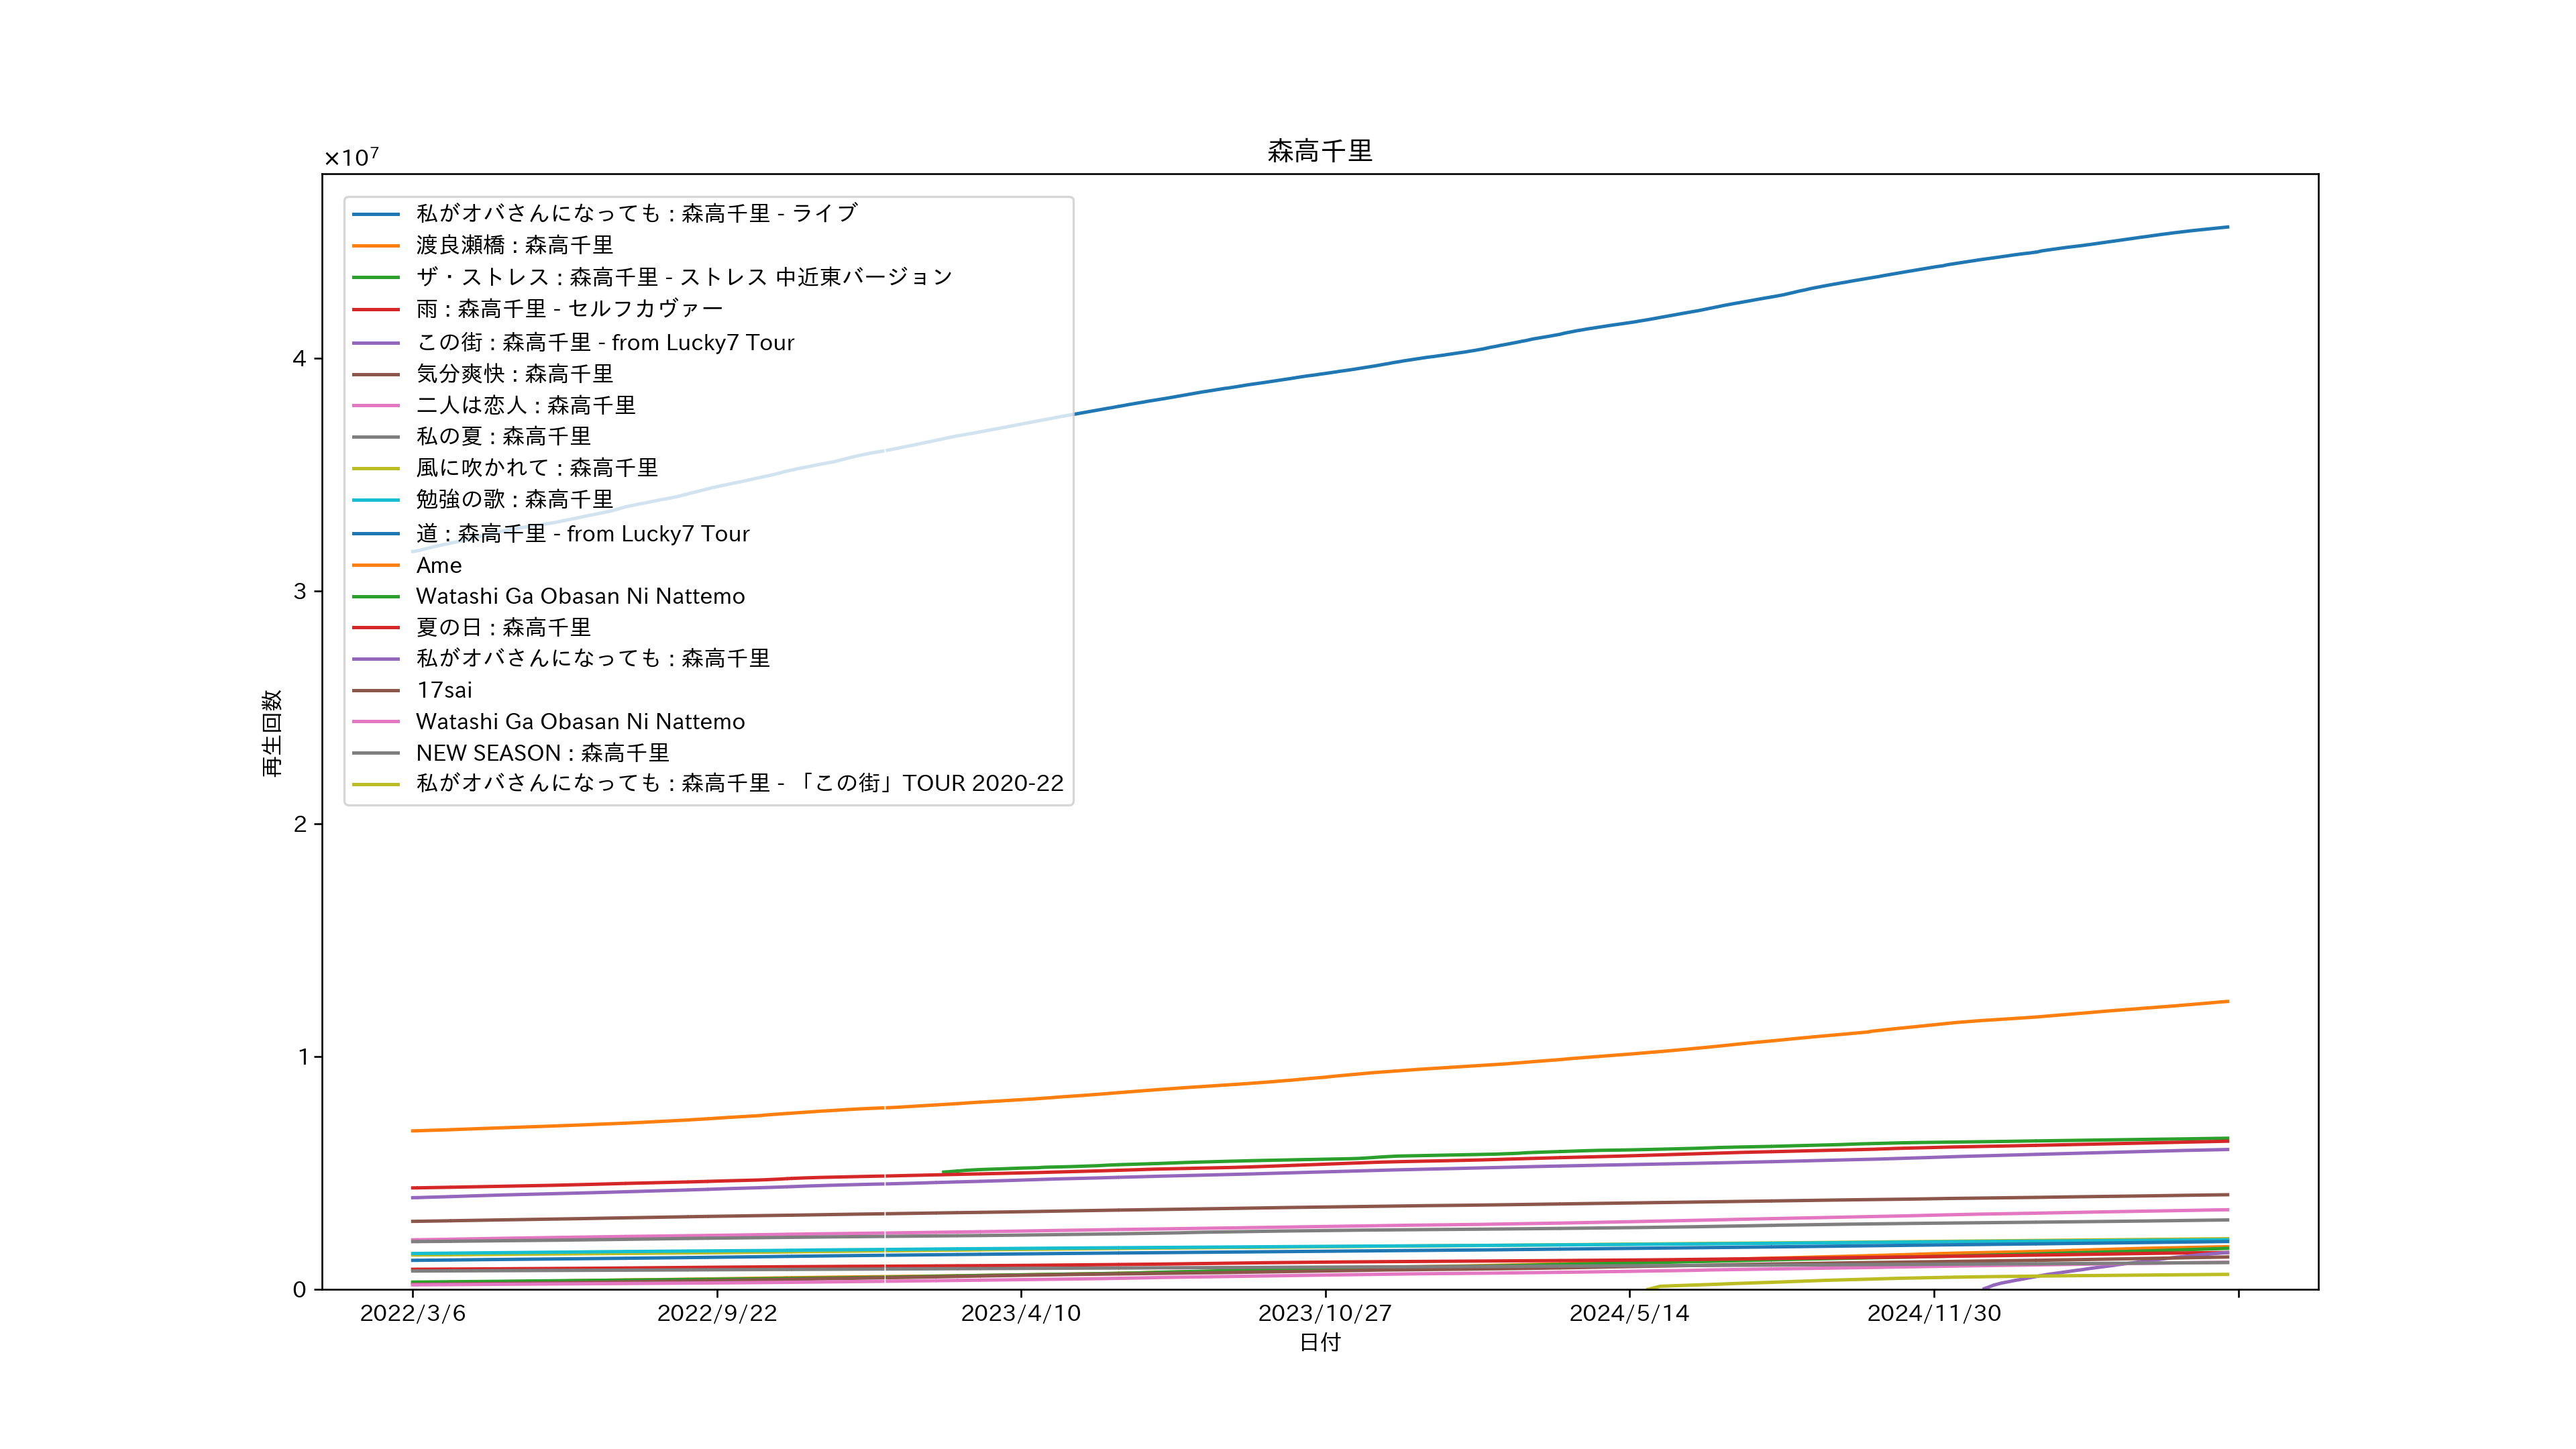 森高千里
×10⁷
私がオバさんになっても : 森高千里 - ライブ
渡良瀬橋 : 森高千里
ザ・ストレス : 森高千里 - ストレス 中近東バージョン
雨 : 森高千里 - セルフカヴァー
この街 : 森高千里 - from Lucky7 Tour
気分爽快 : 森高千里
二人は恋人 : 森高千里
私の夏 : 森高千里
風に吹かれて : 森高千里
勉強の歌 : 森高千里
道 : 森高千里 - from Lucky7 Tour
Ame
Watashi Ga Obasan Ni Nattemo
夏の日 : 森高千里
私がオバさんになっても : 森高千里
17sai
Watashi Ga Obasan Ni Nattemo
NEW SEASON : 森高千里
私がオバさんになっても : 森高千里 - 「この街」TOUR 2020-22
4
3
2
1
0
再生回数
2022/3/6 2022/9/22 2023/4/10 2023/10/27 2024/5/14 2024/11/30
日付